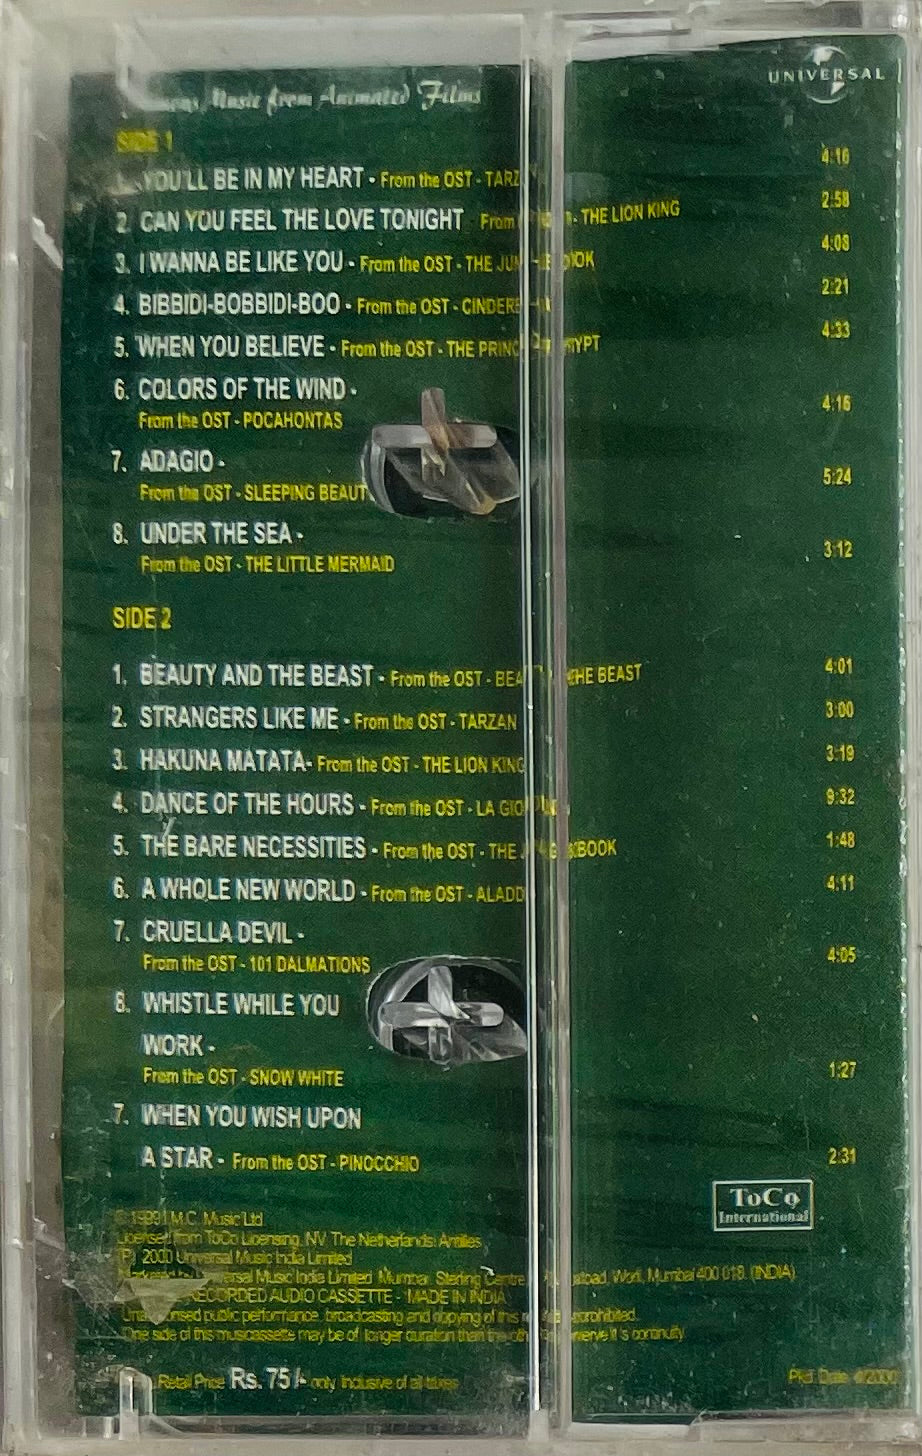 Music from Animated Films
UNIVERSAL
SIDE 1
1. YOU'LL BE IN MY HEART - From the OST - 4:16
2. CAN YOU FEEL THE LOVE TONIGHT From - THE LION KING 2:58
3. I WANNA BE LIKE YOU - From the OST - THE 4:08
4. BIBBIDI-BOBBIDI-BOO - From the OST - 2:21
5. WHEN YOU BELIEVE - From the OST - THE 4:33
6. COLORS OF THE WIND -
From the OST - POCAHONTAS 4:16
7. ADAGIO -
From the OST - SLEEPING 5:24
8. UNDER THE SEA -
From the OST - THE LITTLE MERMAID 3:12
SIDE 2
1. BEAUTY AND THE BEAST - From the OST - THE BEAST 4:01
2. STRANGERS LIKE ME - From the OST - TARZAN 3:00
3. HAKUNA MATATA- From the OST - THE LION KING 3:19
4. DANCE OF THE HOURS - From the OST - LA 9:32
5. THE BARE NECESSITIES - From the OST - THE 1:48
6. A WHOLE NEW WORLD - From the OST - 4:11
7. CRUELLA DEVIL -
From the OST - 101 DALMATIONS 4:05
8. WHISTLE WHILE YOU
WORK -
From the OST - SNOW WHITE 1:27
7. WHEN YOU WISH UPON
A STAR - From the OST - PINOCCHIO 2:31
ToCo
International
M.C. Music Ltd
Licensed from ToCo Licensing, NV. The Netherlands Antilles
(P) 2000 Universal Music India Limited
Music India Limited Mumbai. Sterling Centre, Worli, Mumbai 400 018. (INDIA)
RECORDED AUDIO CASSETTE - MADE IN INDIA
public performance, broadcasting and copying of this prohibited.
One side of this musicassette may be of longer duration than the it's continuity
Retail Price Rs. 75/- only Inclusive of all taxes
Pkd. Date 4/2000